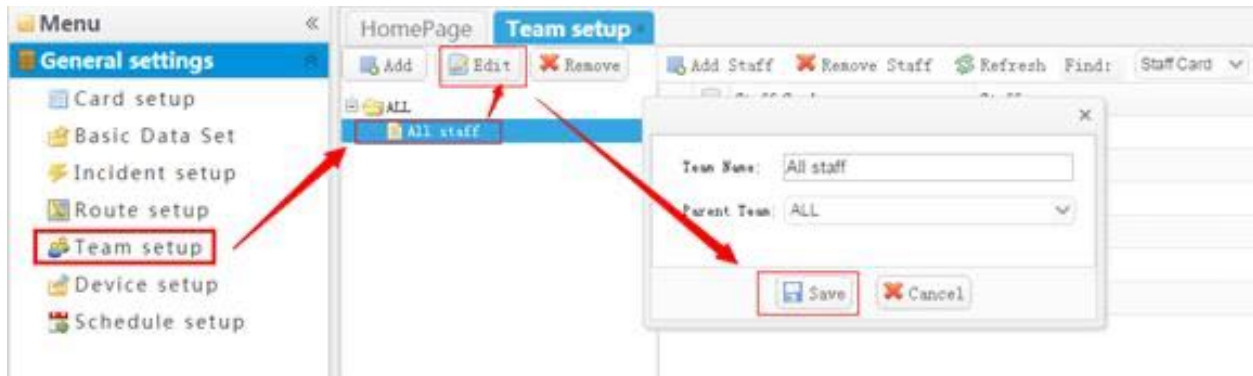 Menu
General settings
Card setup
Basic Data Set
Incident setup
Route setup
Team setup
Device setup
Schedule setup
HomePage Team setup
Add Edit Remove
ALL
All staff
Add Staff Remove Staff Refresh Find: Staff Card
Team Name: All staff
Parent Team: ALL
Save Cancel